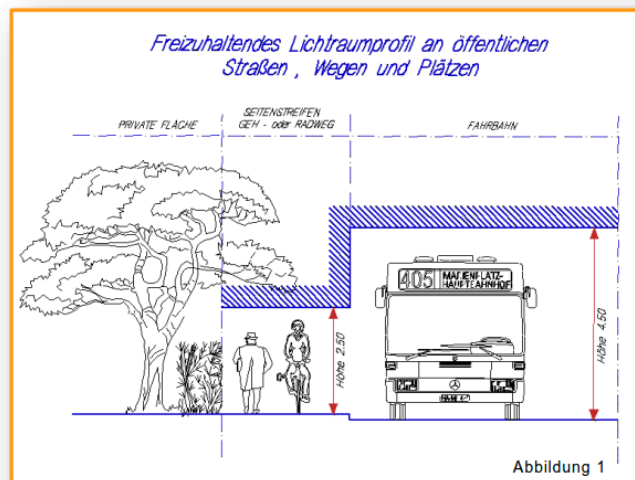 Freizuhaltendes Lichtraumprofil an öffentlichen
Straßen , Wegen und Plätzen
PRIVATE FLÄCHE
SEITENSTREIFEN
GEH - oder RADWEG
FAHRBAHN
405
MARIENPLATZ-
HAUPTBAHNHOF
Höhe 2.50
Höhe 4.50
Abbildung 1